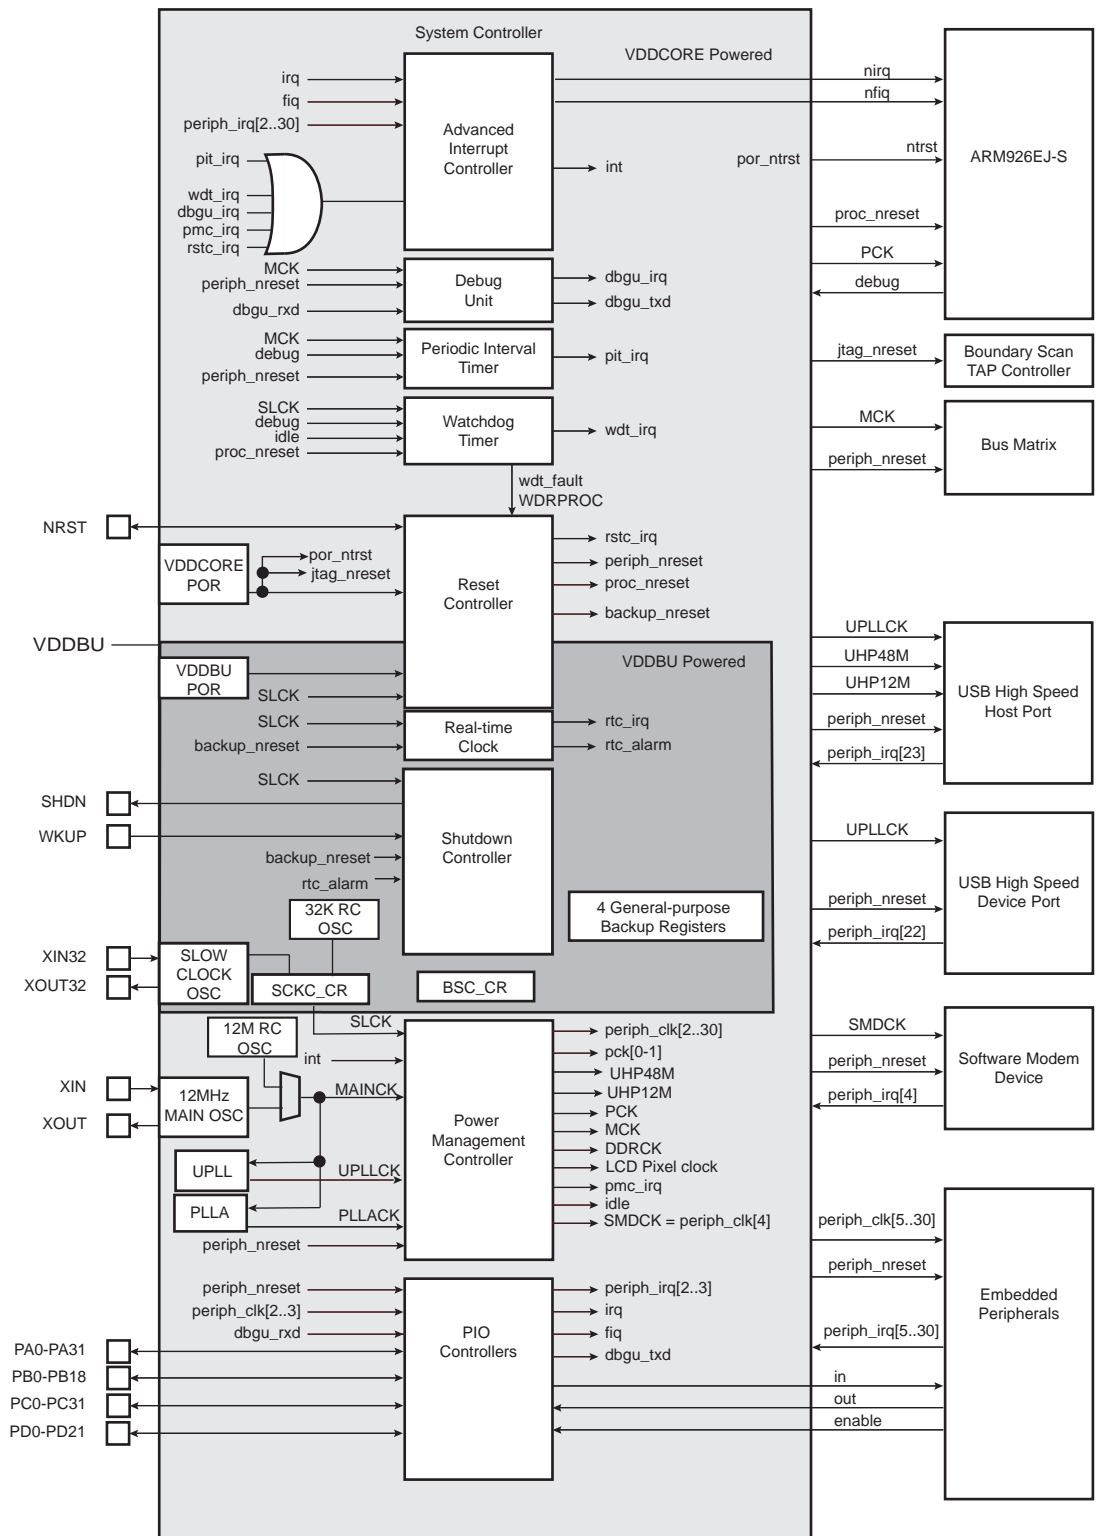 System Controller
VDDCORE Powered
irq
fiq
periph_irq[2..30]
pit_irq
wdt_irq
dbgu_irq
pmc_irq
rstc_irq
Advanced
Interrupt
Controller
int
nirq
nfiq
por_ntrst
ntrst
proc_nreset
PCK
debug
ARM926EJ-S
MCK
periph_nreset
dbgu_rxd
Debug
Unit
dbgu_irq
dbgu_txd
MCK
debug
periph_nreset
Periodic Interval
Timer
pit_irq
jtag_nreset
Boundary Scan
TAP Controller
SLCK
debug
idle
proc_nreset
Watchdog
Timer
wdt_irq
MCK
periph_nreset
Bus Matrix
wdt_fault
WDRPROC
NRST
VDDCORE
POR
por_ntrst
jtag_nreset
Reset
Controller
rstc_irq
periph_nreset
proc_nreset
backup_nreset
VDDBU
VDDBU Powered
VDDBU
POR
SLCK
UPLLCK
UHP48M
UHP12M
periph_nreset
periph_irq[23]
USB High Speed
Host Port
SLCK
backup_nreset
Real-time
Clock
rtc_irq
rtc_alarm
SLCK
SHDN
WKUP
backup_nreset
rtc_alarm
Shutdown
Controller
UPLLCK
periph_nreset
periph_irq[22]
USB High Speed
Device Port
4 General-purpose
Backup Registers
32K RC
OSC
XIN32
XOUT32
SLOW
CLOCK
OSC
SCKC_CR
BSC_CR
SLCK
12M RC
OSC
int
XIN
XOUT
12MHz
MAIN OSC
MAINCK
UPLL
UPLLCK
PLLA
PLLACK
periph_nreset
Power
Management
Controller
periph_clk[2..30]
pck[0-1]
UHP48M
UHP12M
PCK
MCK
DDRCK
LCD Pixel clock
pmc_irq
idle
SMDCK = periph_clk[4]
SMDCK
periph_nreset
periph_irq[4]
Software Modem
Device
periph_nreset
periph_clk[2..3]
dbgu_rxd
PA0-PA31
PB0-PB18
PC0-PC31
PD0-PD21
PIO
Controllers
periph_irq[2..3]
irq
fiq
dbgu_txd
periph_clk[5..30]
periph_nreset
periph_irq[5..30]
in
out
enable
Embedded
Peripherals